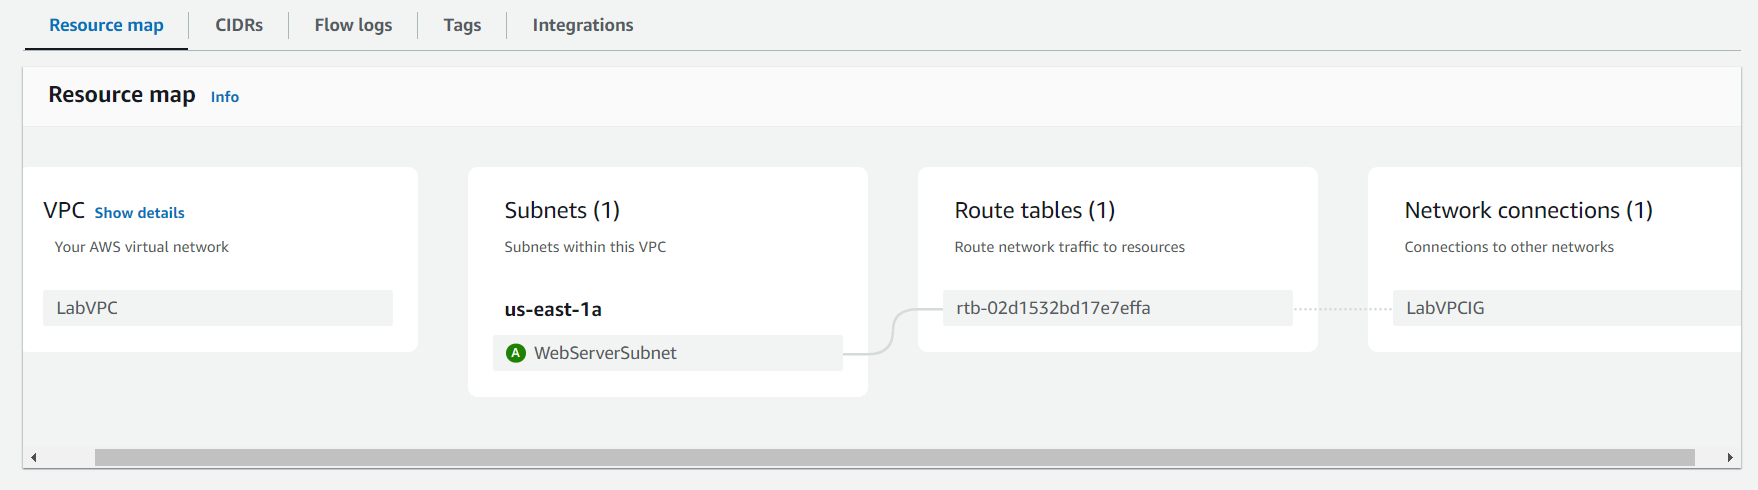 Resource map
CIDRs
Flow logs
Tags
Integrations
Resource map Info
VPC Show details
Your AWS virtual network
LabVPC
Subnets (1)
Subnets within this VPC
us-east-1a
A WebServerSubnet
Route tables (1)
Route network traffic to resources
rtb-02d1532bd17e7effa
Network connections (1)
Connections to other networks
LabVPCIG